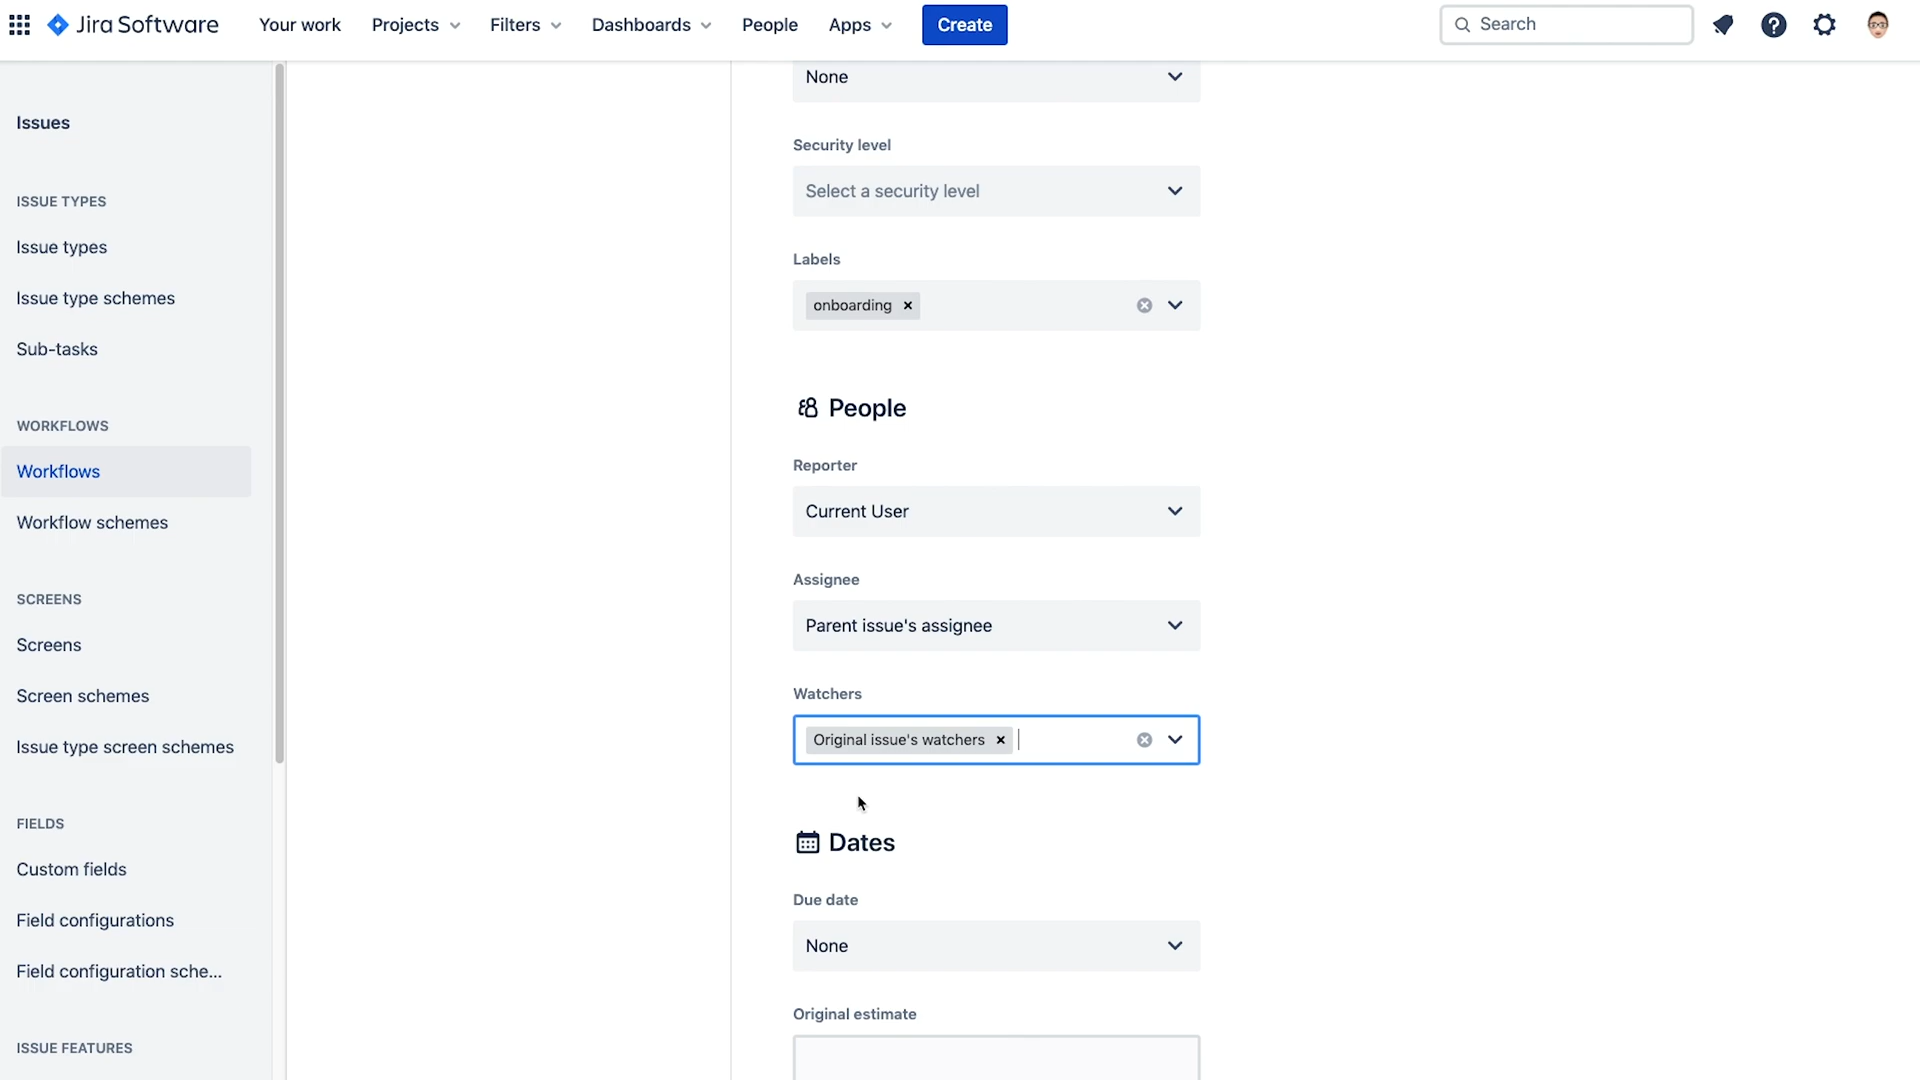 Jira Software
Your work
Projects
Filters
Dashboards
People
Apps
Create
Search
Issues
ISSUE TYPES
Issue types
Issue type schemes
Sub-tasks
WORKFLOWS
Workflows
Workflow schemes
SCREENS
Screens
Screen schemes
Issue type screen schemes
FIELDS
Custom fields
Field configurations
Field configuration sche...
ISSUE FEATURES
None
Security level
Select a security level
Labels
onboarding
People
Reporter
Current User
Assignee
Parent issue's assignee
Watchers
Original issue's watchers
Dates
Due date
None
Original estimate